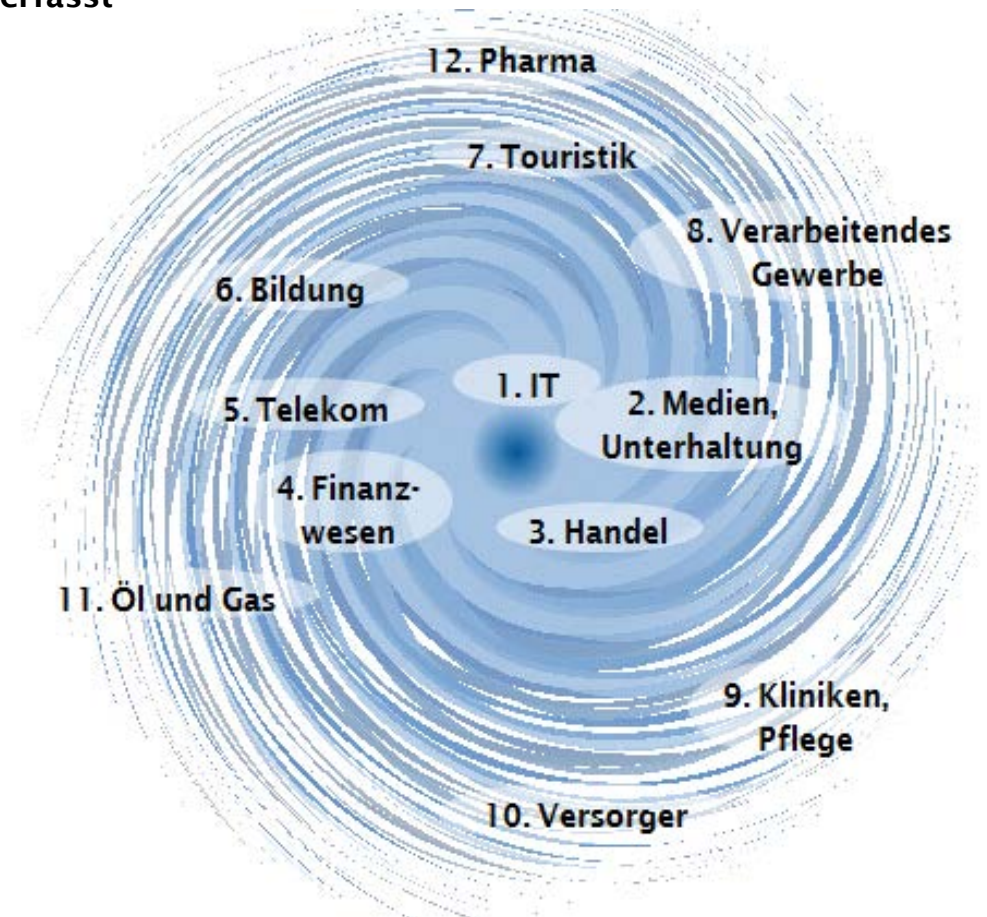 erfasst
12. Pharma
7. Touristik
8. Verarbeitendes
Gewerbe
6. Bildung
1. IT
2. Medien,
Unterhaltung
5. Telekom
4. Finanz-
wesen
3. Handel
11. Öl und Gas
9. Kliniken,
Pflege
10. Versorger